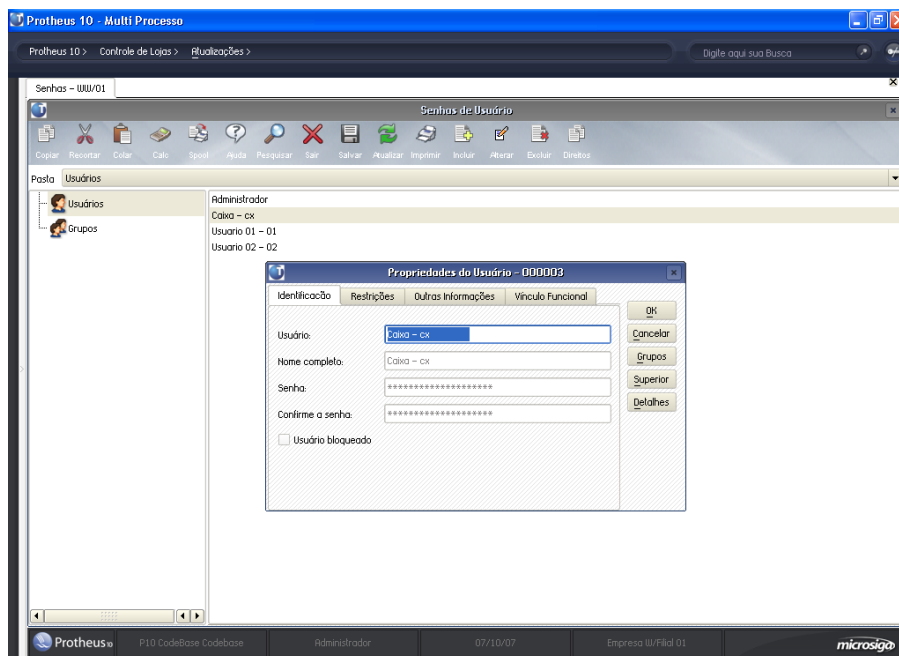 Protheus 10 - Multi Processo
Protheus 10 > Controle de Lojas > Atualizações >
Digite aqui sua Busca
Senhas - WW/01
Senhas de Usuário
Copiar Recortar Colar Calc Spool Ajuda Pesquisar Sair Salvar Atualizar Imprimir Incluir Alterar Excluir Direitos
Pasta Usuários
Usuários
Grupos
Administrador
Caixa - cx
Usuario 01 - 01
Usuario 02 - 02
Propriedades do Usuário - 000003
Identificacão Restrições Outras Informações Vínculo Funcional
Usuário: Caixa - cx
Nome completo: Caixa - cx
Senha: ********************
Confirme a senha: ********************
Usuário bloqueado
OK
Cancelar
Grupos
Superior
Detalhes
Protheus 10 P10 CodeBase Codebase Administrador 07/10/07 Empresa W/Filial 01 microsiga